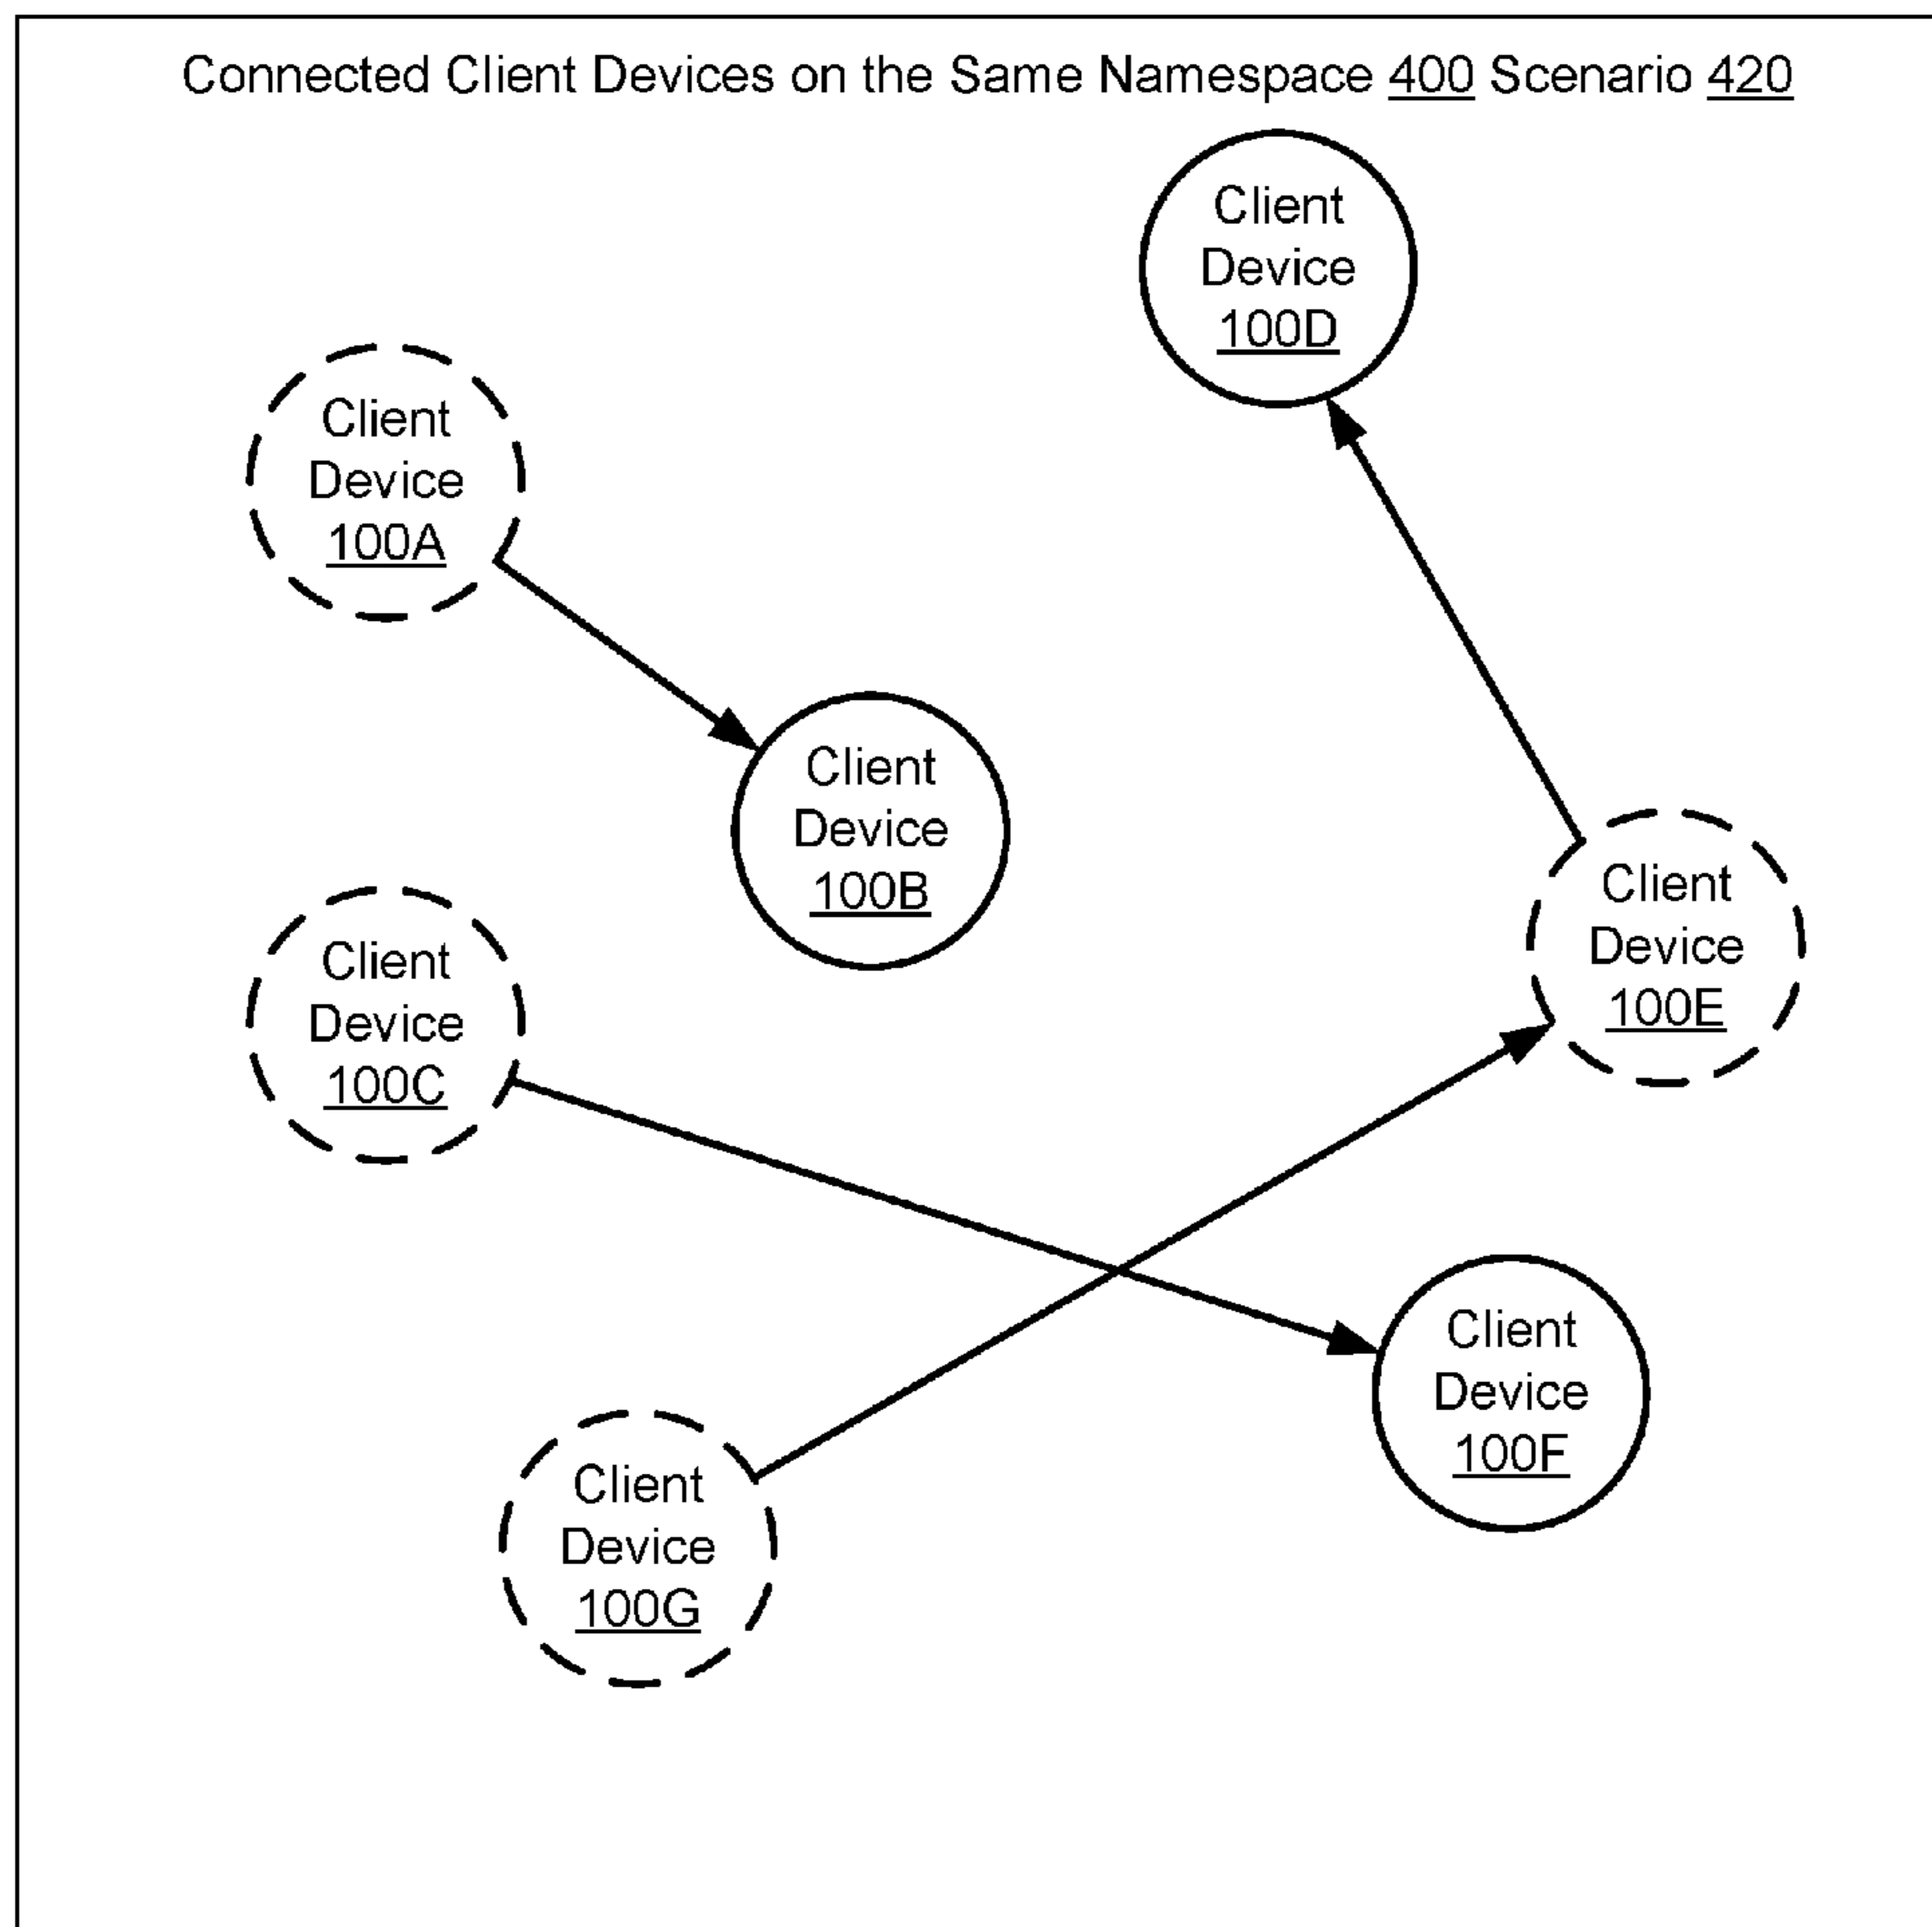 Connected Client Devices on the Same Namespace 400 Scenario 420
Client
Device
100D
Client
Device
100A
Client
Device
100B
Client
Device
100E
Client
Device
100C
Client
Device
100F
Client
Device
100G